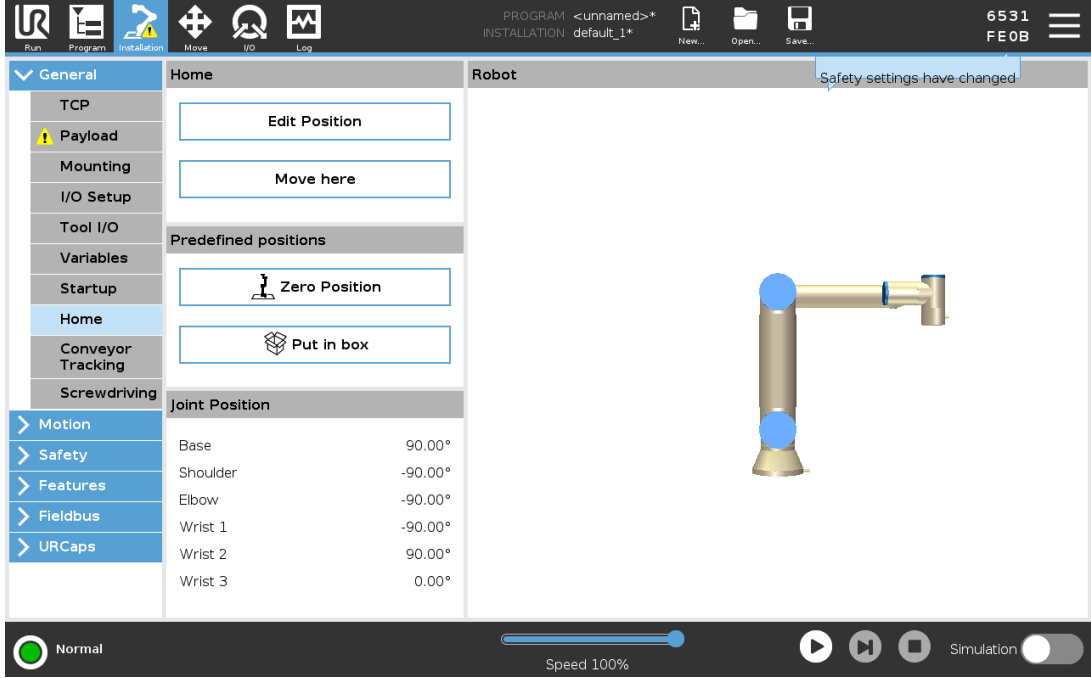 UR
Run
Program
Installation
Move
I/O
Log
PROGRAM <unnamed>*
INSTALLATION default_1*
New...
Open...
Save...
6531
FE0B
Safety settings have changed
General
TCP
Payload
Mounting
I/O Setup
Tool I/O
Variables
Startup
Home
Conveyor
Tracking
Screwdriving
Motion
Safety
Features
Fieldbus
URCaps
Home
Edit Position
Move here
Predefined positions
Zero Position
Put in box
Joint Position
Base 90.00°
Shoulder -90.00°
Elbow -90.00°
Wrist 1 -90.00°
Wrist 2 90.00°
Wrist 3 0.00°
Robot
Normal
Speed 100%
Simulation